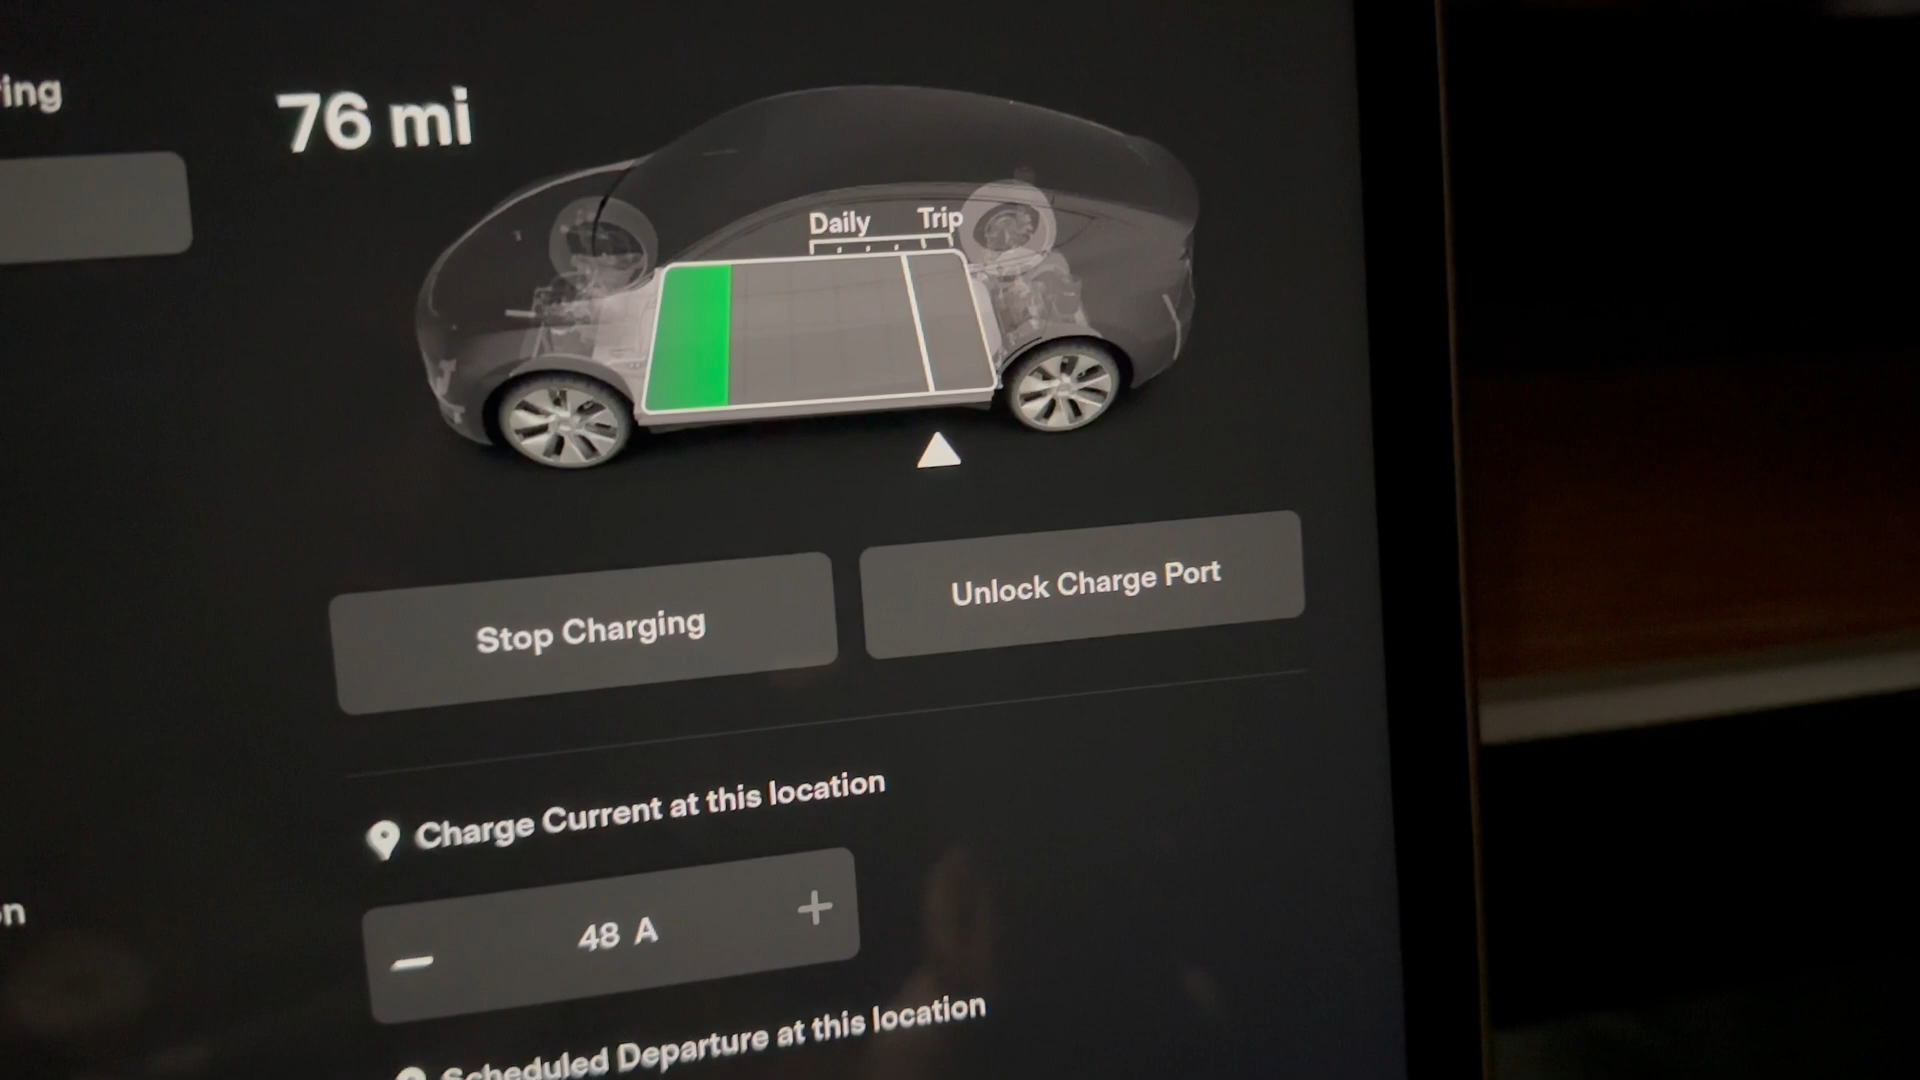 ing
76 mi
Daily Trip
Stop Charging
Unlock Charge Port
Charge Current at this location
− 48 A +
n
Scheduled Departure at this location